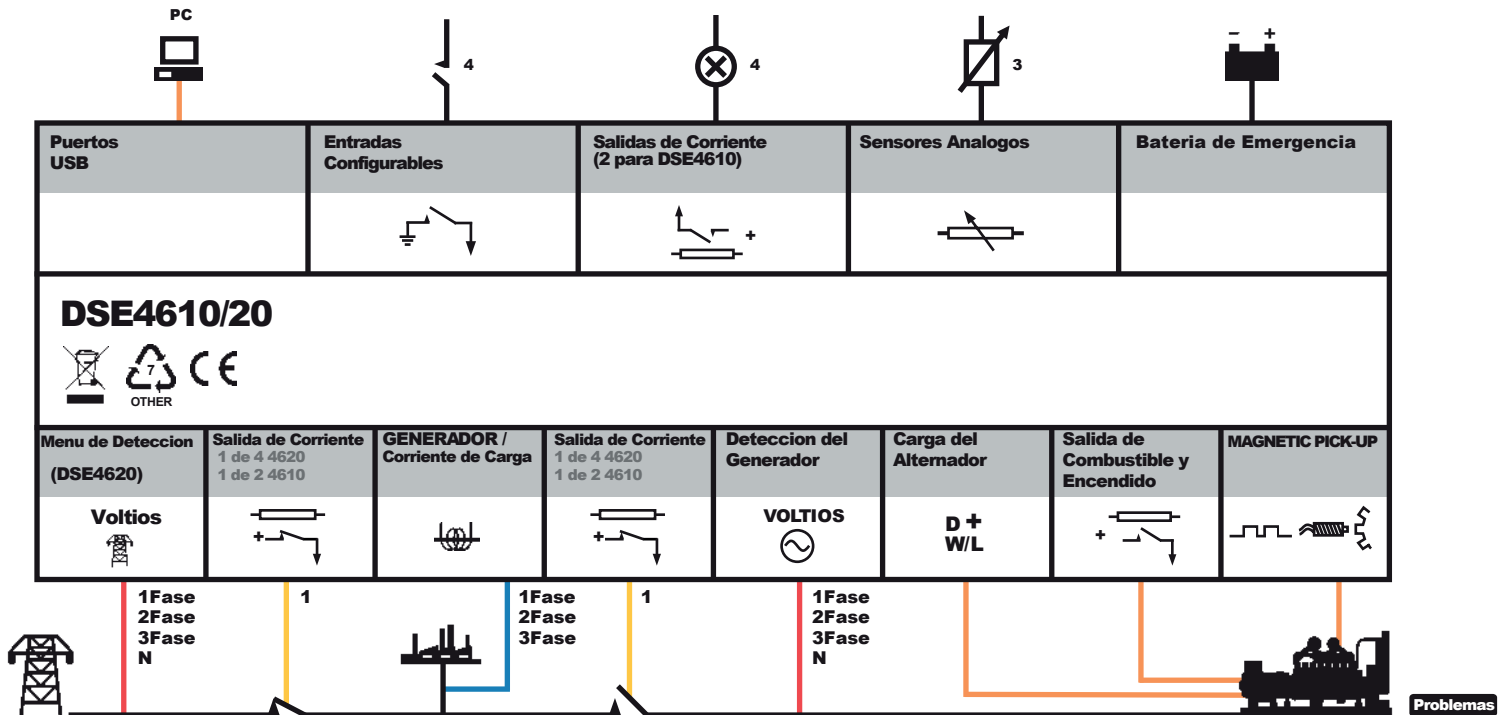 PC
4
4
3
- +
Puertos
USB
Entradas
Configurables
Salidas de Corriente
(2 para DSE4610)
Sensores Analogos
Bateria de Emergencia
+
DSE4610/20
7
OTHER
CE
Menu de Deteccion
(DSE4620)
Salida de Corriente
1 de 4 4620
1 de 2 4610
GENERADOR /
Corriente de Carga
Salida de Corriente
1 de 4 4620
1 de 2 4610
Deteccion del
Generador
Carga del
Alternador
Salida de
Combustible y
Encendido
MAGNETIC PICK-UP
Voltios
+
+
VOLTIOS
D +
W/L
+
1Fase
2Fase
3Fase
N
1
1Fase
2Fase
3Fase
1
1Fase
2Fase
3Fase
N
Problemas